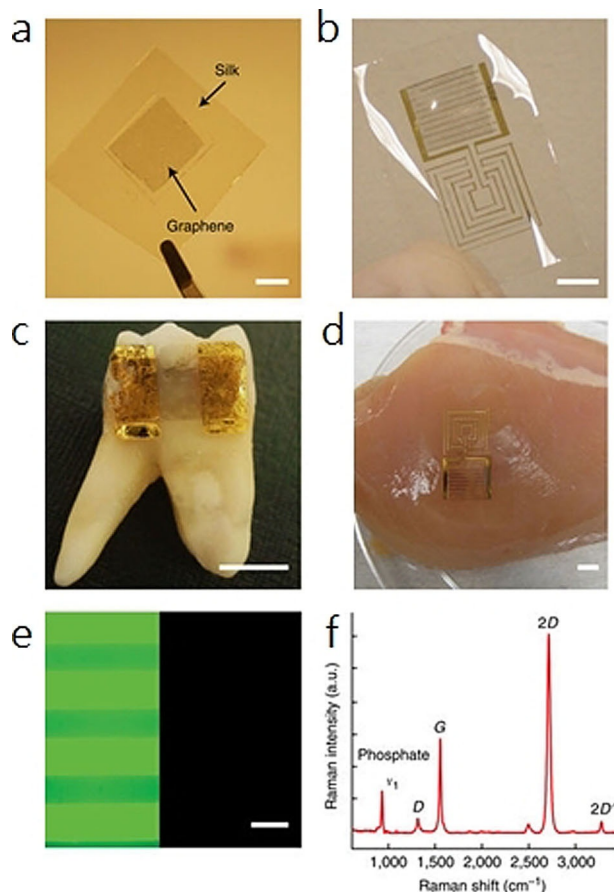 a
b
Silk
Graphene
c
d
e
f
2D
Raman intensity (a.u.)
G
Phosphate
ν1
D
2D'
1,000 1,500 2,000 2,500 3,000
Raman shift (cm⁻¹)